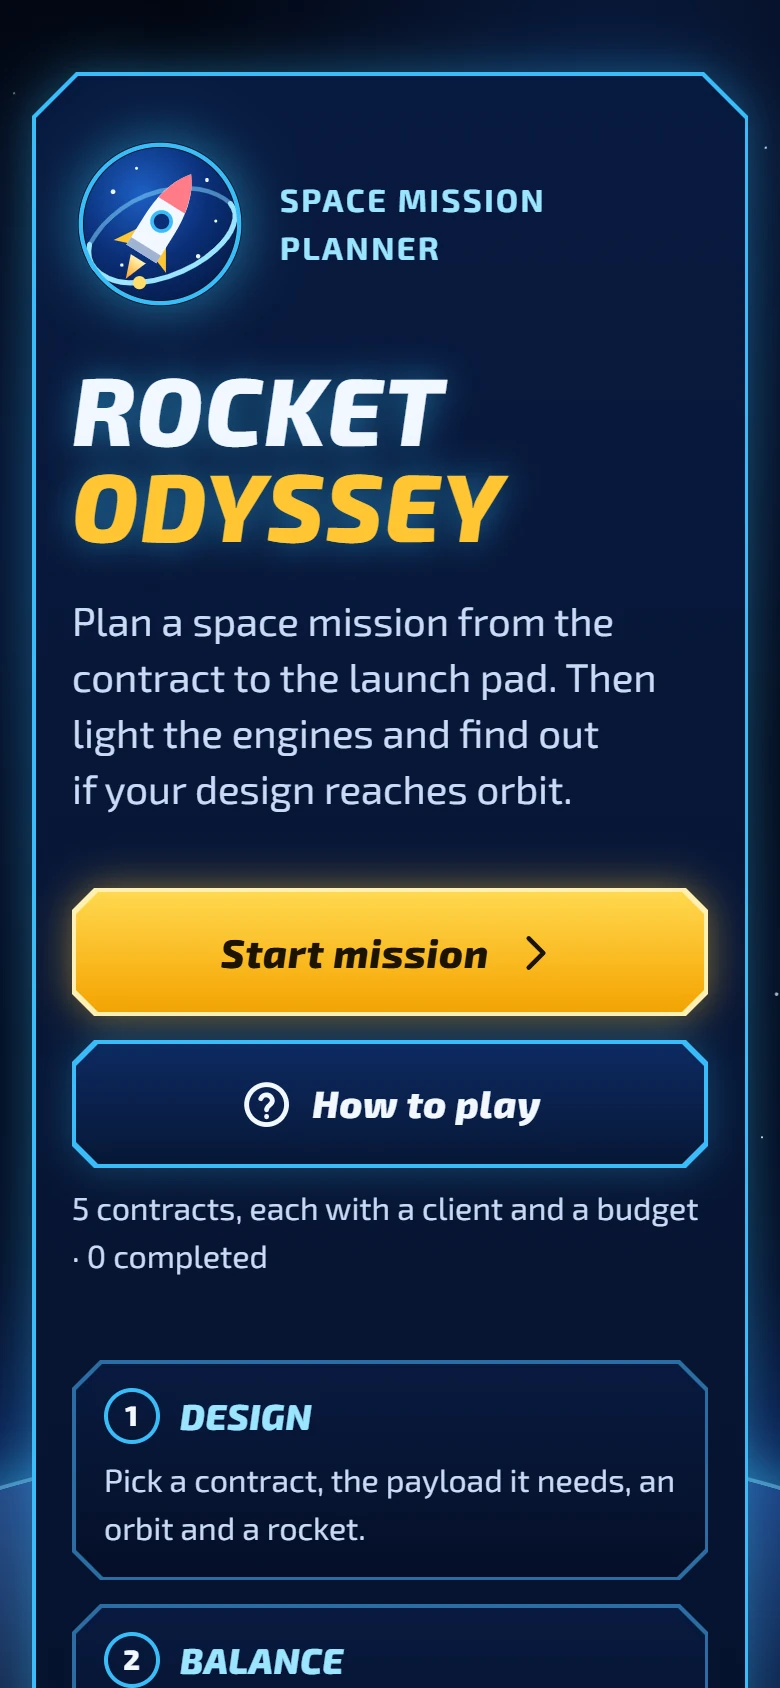 SPACE MISSION
PLANNER
ROCKET
ODYSSEY
Plan a space mission from the
contract to the launch pad. Then
light the engines and find out
if your design reaches orbit.
Start mission
How to play
5 contracts, each with a client and a budget
· 0 completed
1 DESIGN
Pick a contract, the payload it needs, an
orbit and a rocket.
2 BALANCE